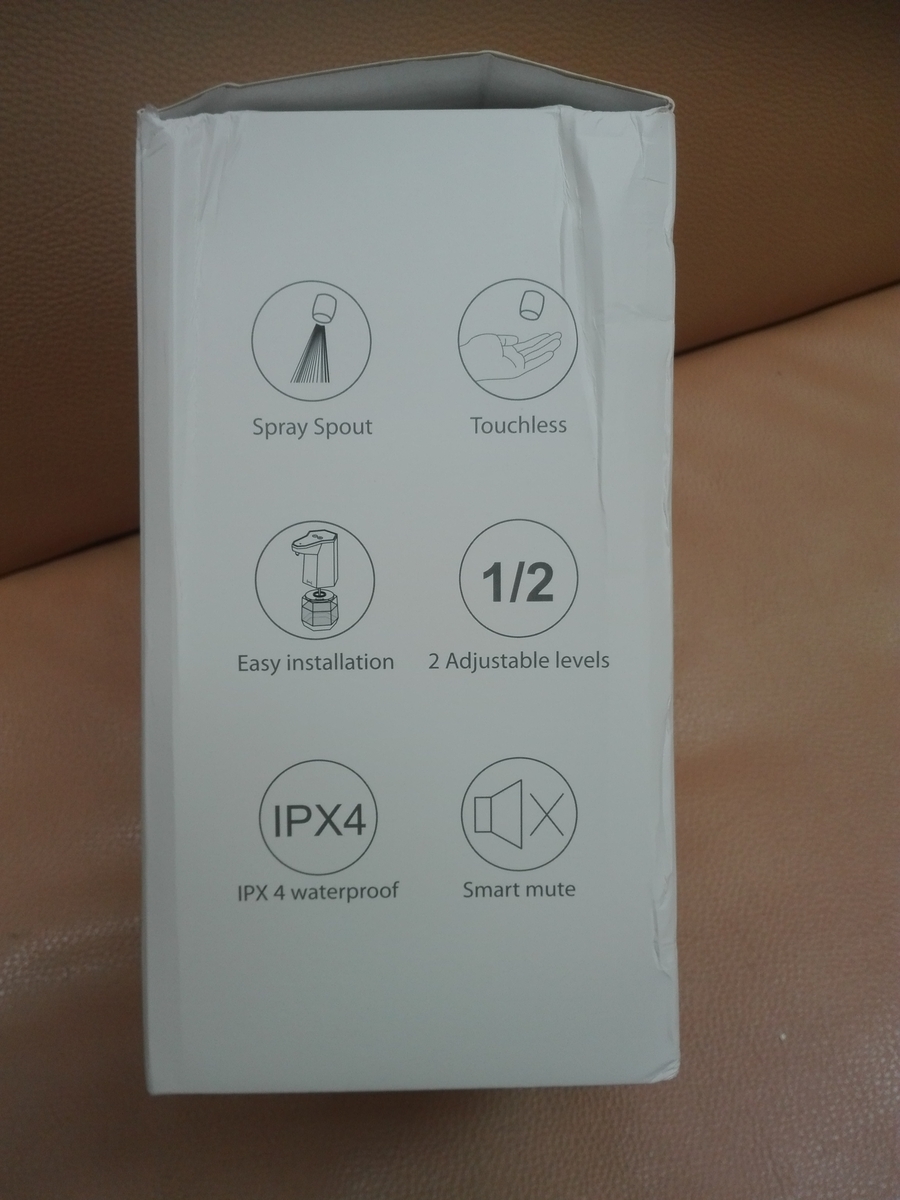 Spray Spout
Touchless
1/2
Easy installation
2 Adjustable levels
IPX4
IPX 4 waterproof
Smart mute